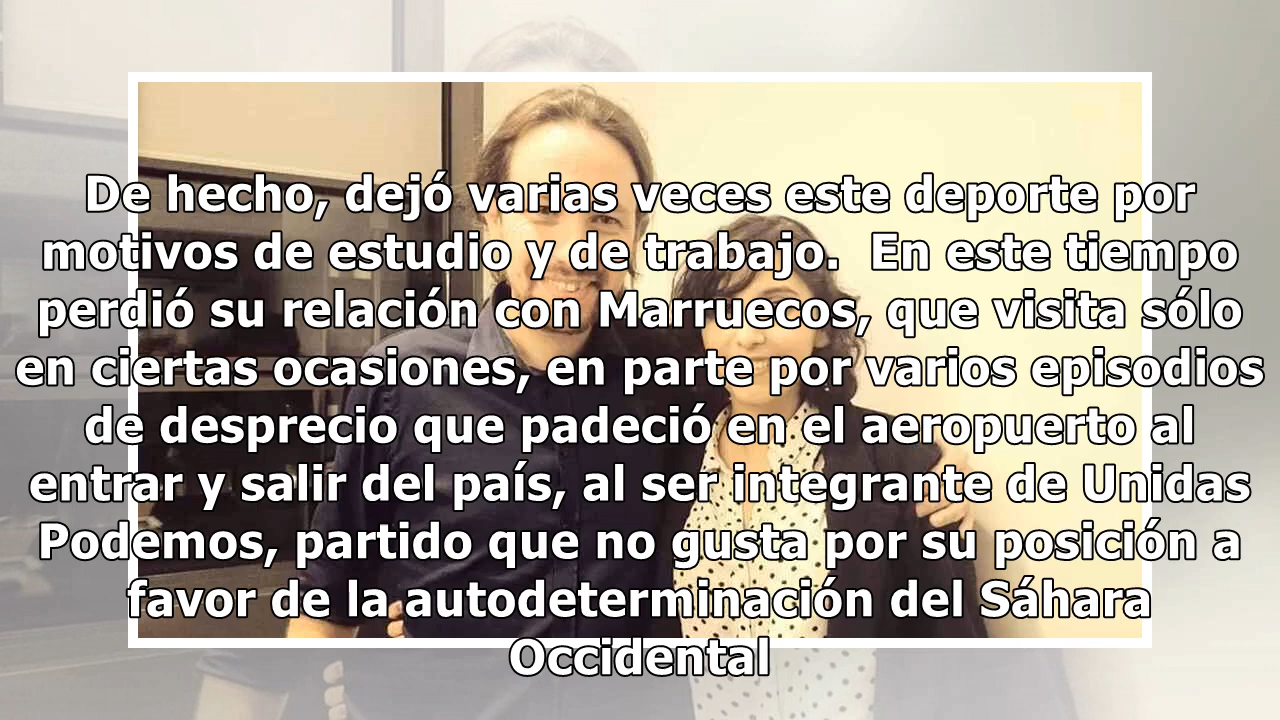 De hecho, dejó varias veces este deporte por
motivos de estudio y de trabajo.  En este tiempo
perdió su relación con Marruecos, que visita sólo
en ciertas ocasiones, en parte por varios episodios
de desprecio que padeció en el aeropuerto al
entrar y salir del país, al ser integrante de Unidas
Podemos, partido que no gusta por su posición a
favor de la autodeterminación del Sáhara
Occidental